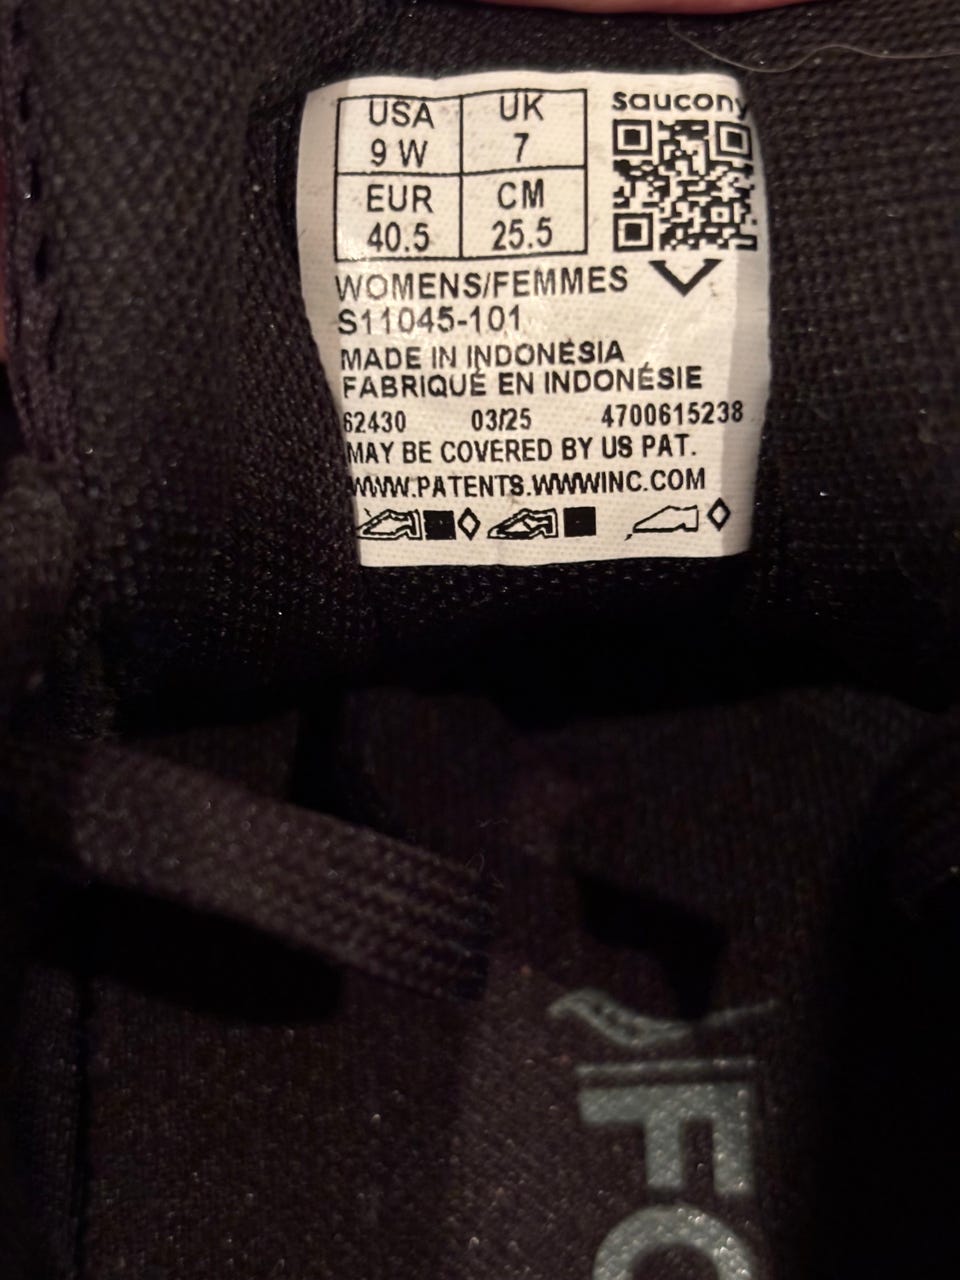 USA UK
9 W 7
EUR CM
40.5 25.5
saucony
WOMENS/FEMMES
S11045-101
MADE IN INDONESIA
FABRIQUÉ EN INDONÉSIE
62430 03/25 4700615238
MAY BE COVERED BY US PAT.
WWW.PATENTS.WWWINC.COM